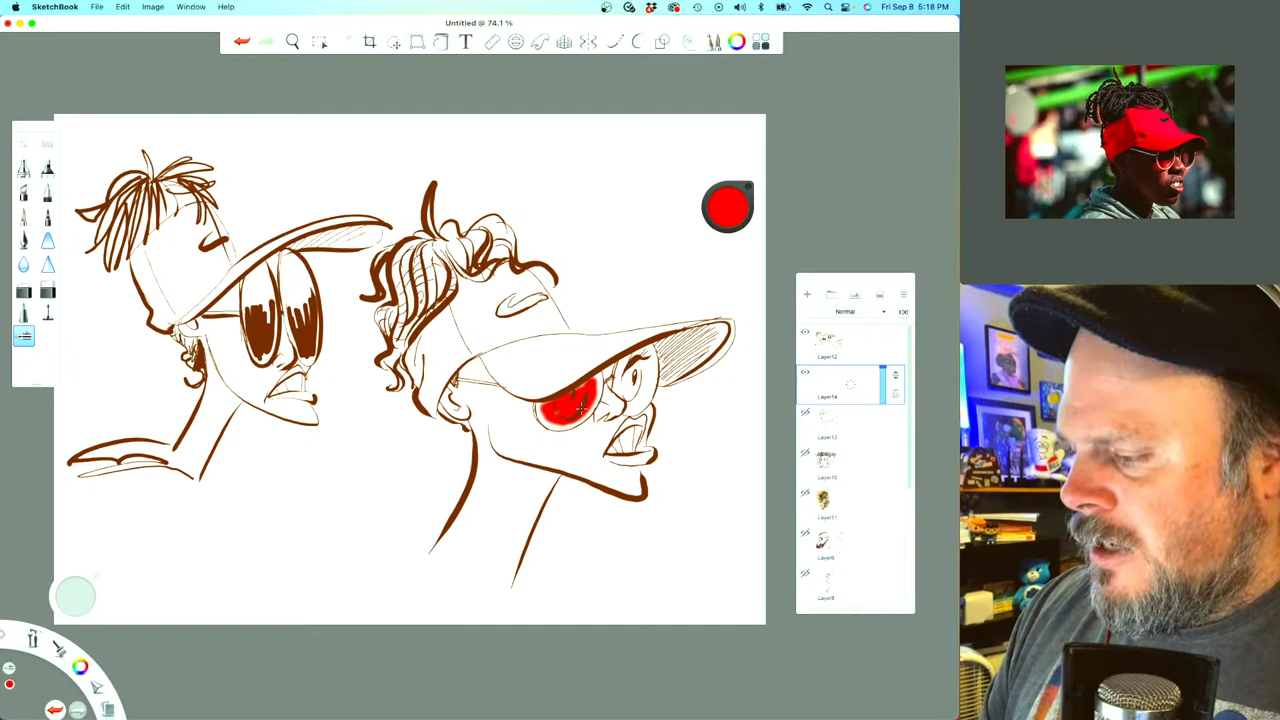 SketchBook File Edit Image Window Help Fri Sep 8 5:18 PM
Untitled @ 74.1 %
Normal 100
Layer12
Layer14
Layer13
Layer10
Layer11
Layer9
Layer8